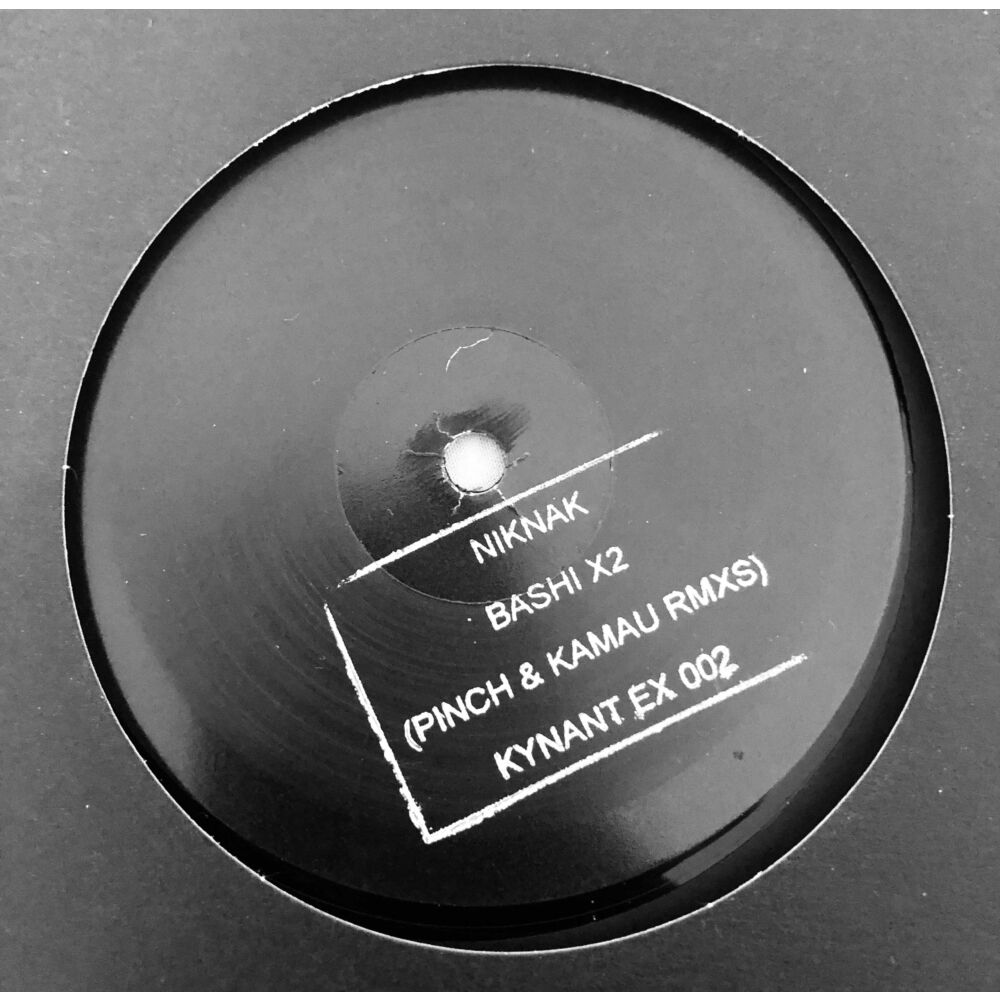 NIKNAK
BASHI X2
(PINCH & KAMAU RMXS)
KYNANT EX 002